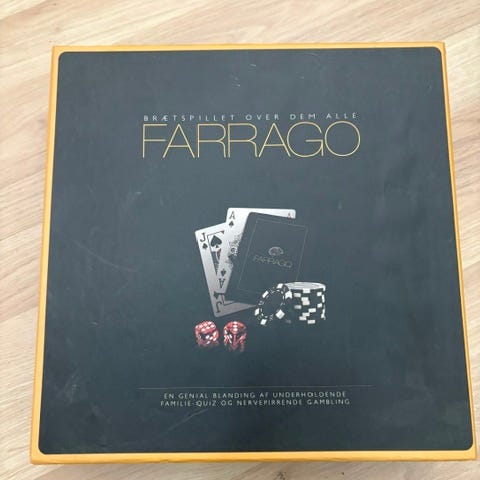 BRÆTSPILLET OVER DEM ALLE
FARRAGO
A
J
FARRAGO
EN GENIAL BLANDING AF UNDERHOLDENDE
FAMILIE-QUIZ OG NERVEPIRRENDE GAMBLING